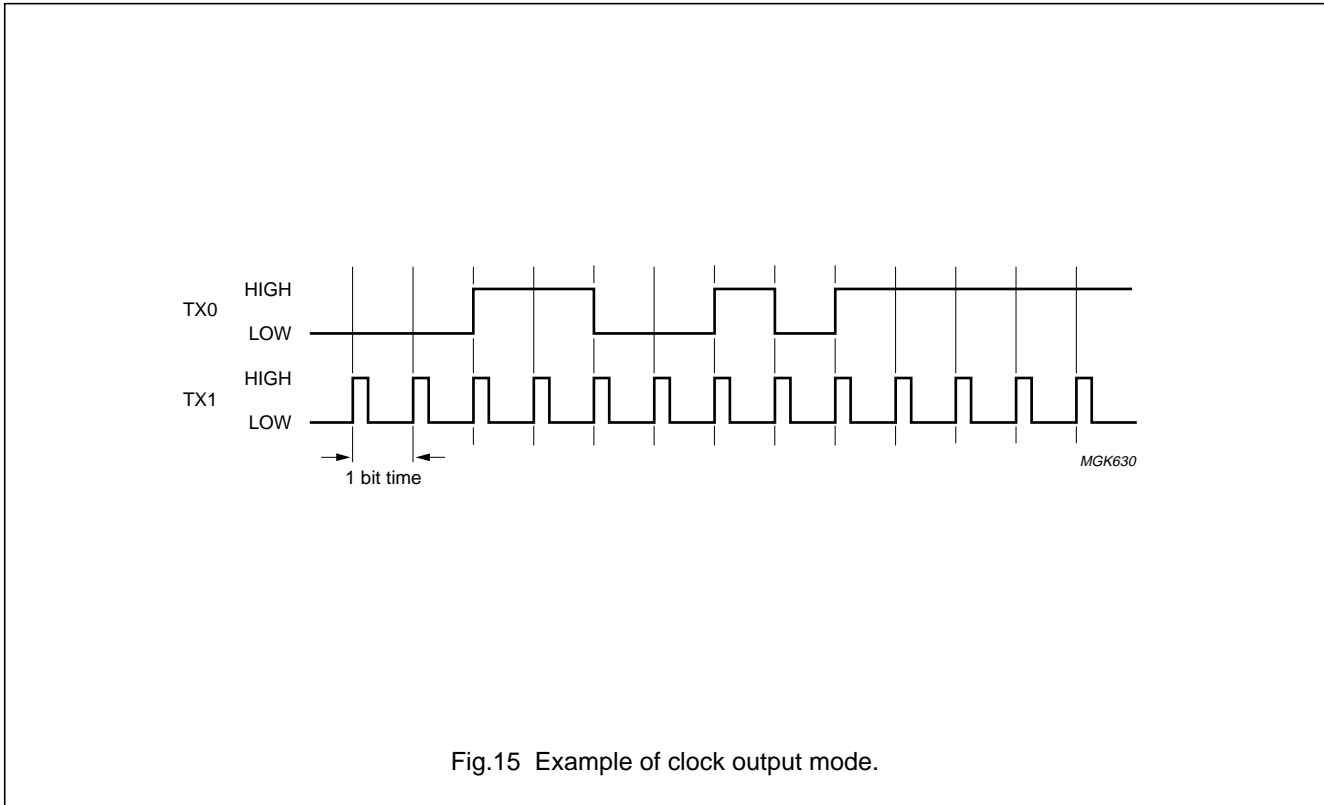 HIGH
TX0
LOW
HIGH
TX1
LOW
1 bit time
MGK630
Fig.15 Example of clock output mode.